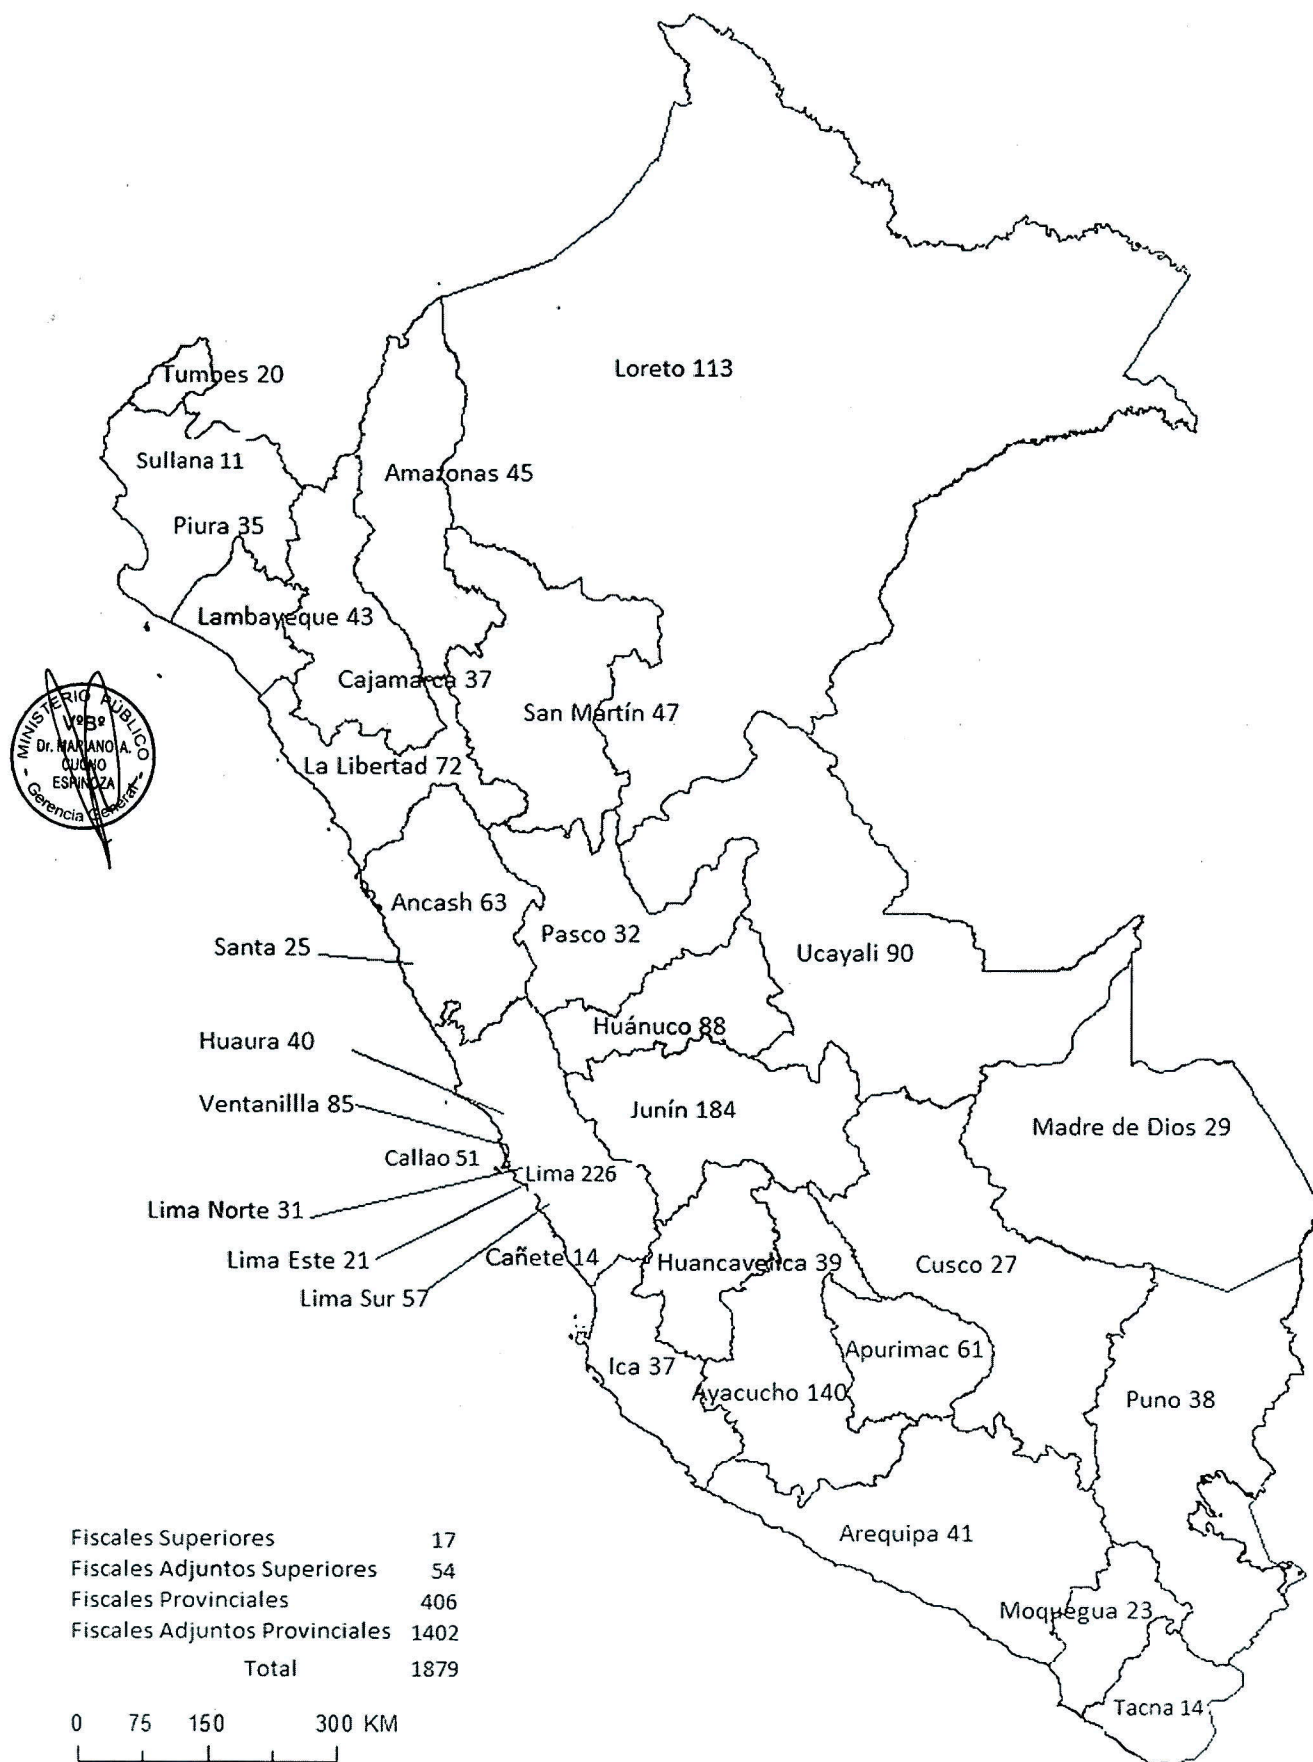 Loreto 113
Tumbes 20
Sullana 11
Amazonas 45
Piura 35
Lambayeque 43
Cajamarca 37
San Martín 47
MINISTERIO PÚBLICO
VºBº
Dr. MARIANO A.
ESPINOZA
Gerencia General
La Libertad 72
Ancash 63
Pasco 32
Santa 25
Ucayali 90
Huánuco 88
Huaura 40
Ventanillla 85
Junín 184
Madre de Dios 29
Callao 51
Lima 226
Lima Norte 31
Lima Este 21
Cañete 14
Huancavelica 39
Cusco 27
Lima Sur 57
Apurimac 61
Ica 37
Ayacucho 140
Puno 38
Arequipa 41
Fiscales Superiores 17
Fiscales Adjuntos Superiores 54
Fiscales Provinciales 406
Fiscales Adjuntos Provinciales 1402
Total 1879
Moquegua 23
Tacna 14
0 75 150 300 KM